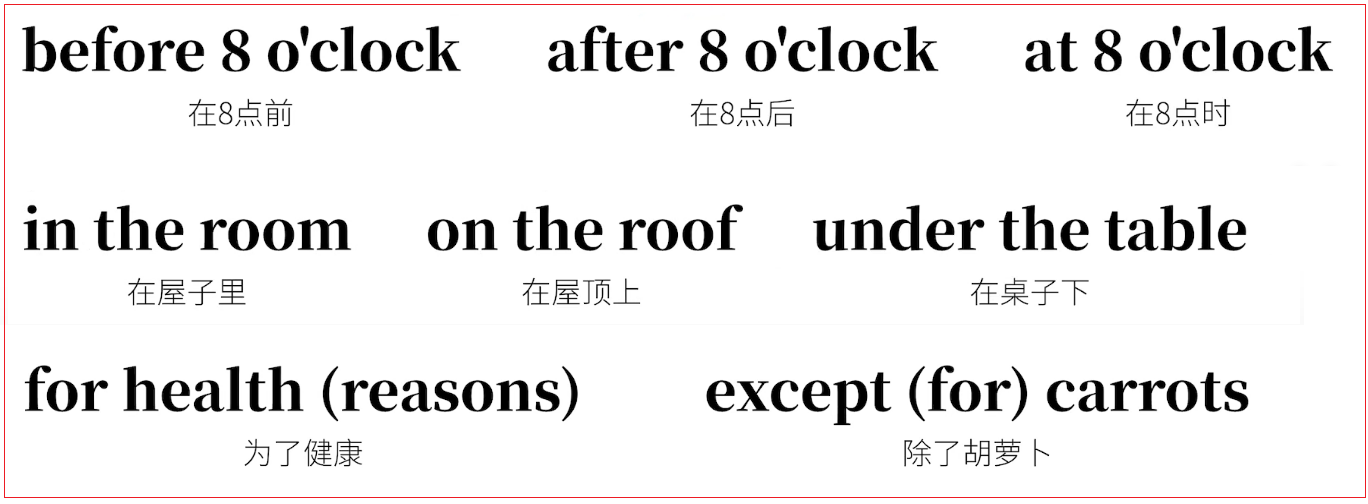 before 8 o'clock after 8 o'clock at 8 o'clock
在8点前 在8点后 在8点时
in the room on the roof under the table
在屋子里 在屋顶上 在桌子下
for health (reasons) except (for) carrots
为了健康 除了胡萝卜